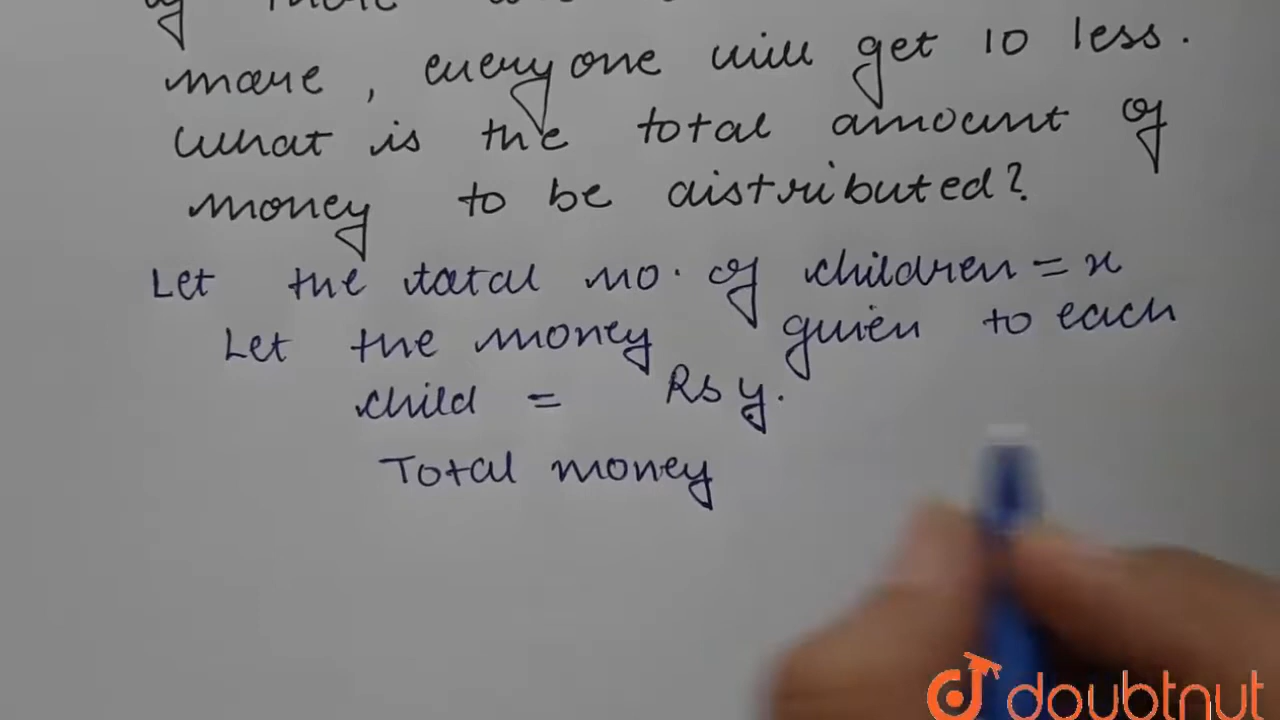 more, everyone will get 10 less.
What is the total amount of
money to be distributed?
Let the total no. of children = x
Let the money given to each
child = Rs y.
Total money
doubtnut